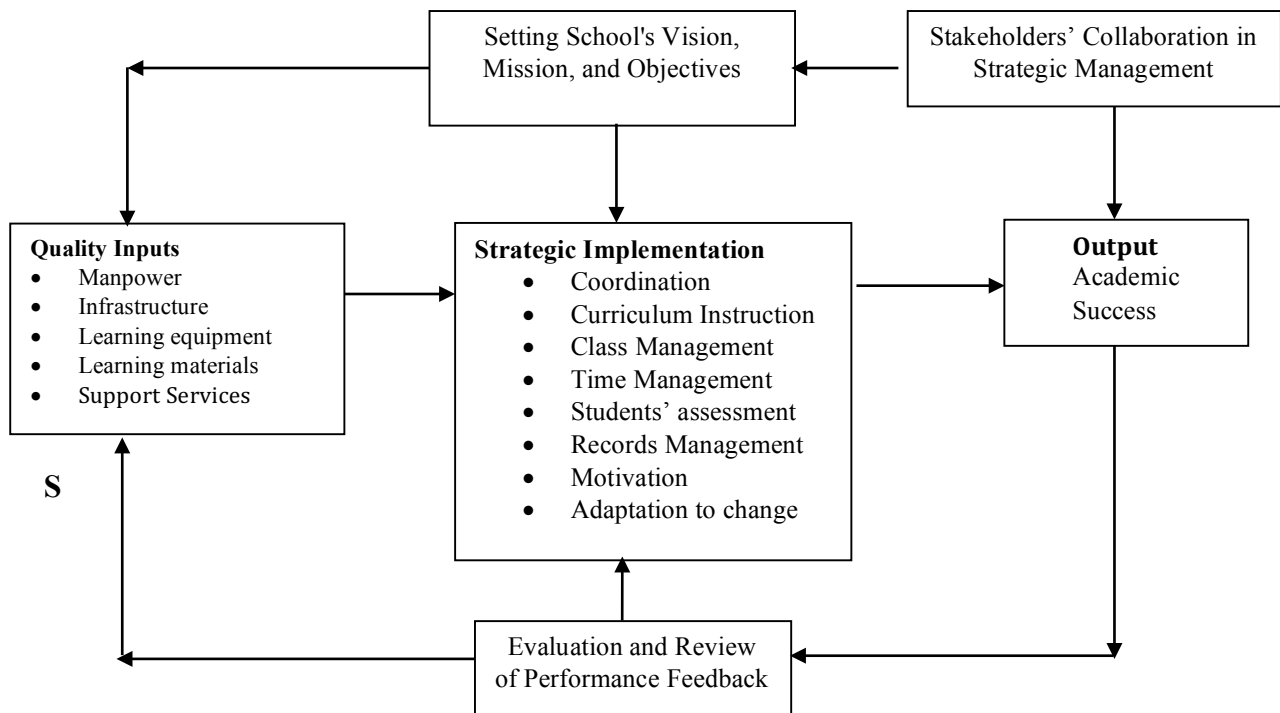 Setting School's Vision,
Mission, and Objectives
Stakeholders’ Collaboration in
Strategic Management
Quality Inputs
• Manpower
• Infrastructure
• Learning equipment
• Learning materials
• Support Services
Strategic Implementation
• Coordination
• Curriculum Instruction
• Class Management
• Time Management
• Students’ assessment
• Records Management
• Motivation
• Adaptation to change
Output
Academic
Success
S
Evaluation and Review
of Performance Feedback